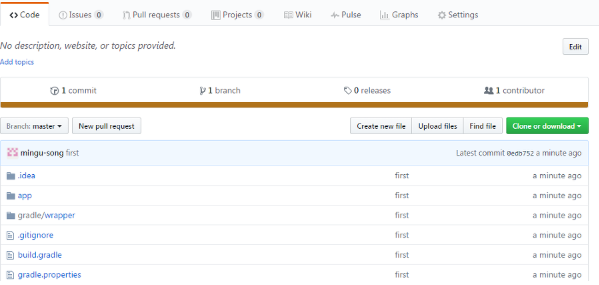 Code Issues 0 Pull requests 0 Projects 0 Wiki Pulse Graphs Settings
No description, website, or topics provided. Edit
Add topics
1 commit 1 branch 0 releases 1 contributor
Branch: master New pull request Create new file Upload files Find file Clone or download
mingu-song first Latest commit 0edb752 a minute ago
.idea first a minute ago
app first a minute ago
gradle/wrapper first a minute ago
.gitignore first a minute ago
build.gradle first a minute ago
gradle.properties first a minute ago